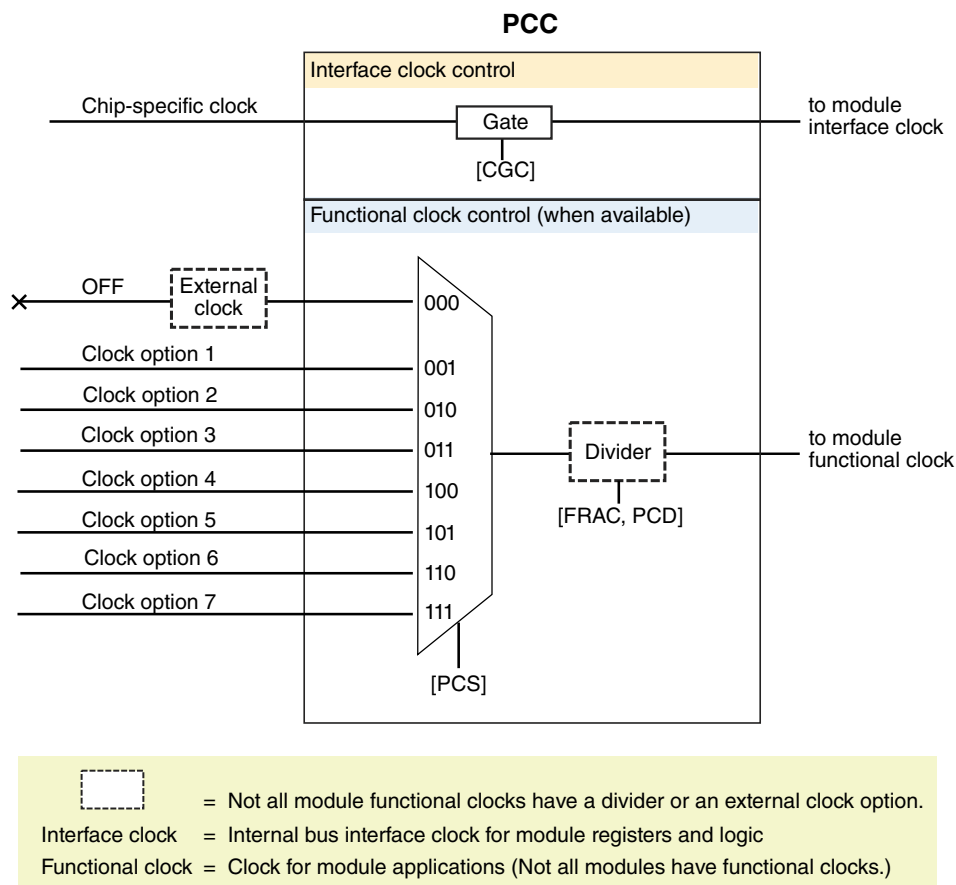 PCC
Interface clock control
Chip-specific clock
Gate
to module
interface clock
[CGC]
Functional clock control (when available)
OFF
External
clock
000
Clock option 1
001
Clock option 2
010
Clock option 3
011
Clock option 4
100
Clock option 5
101
Clock option 6
110
Clock option 7
111
Divider
to module
functional clock
[FRAC, PCD]
[PCS]
= Not all module functional clocks have a divider or an external clock option.
Interface clock = Internal bus interface clock for module registers and logic
Functional clock = Clock for module applications (Not all modules have functional clocks.)